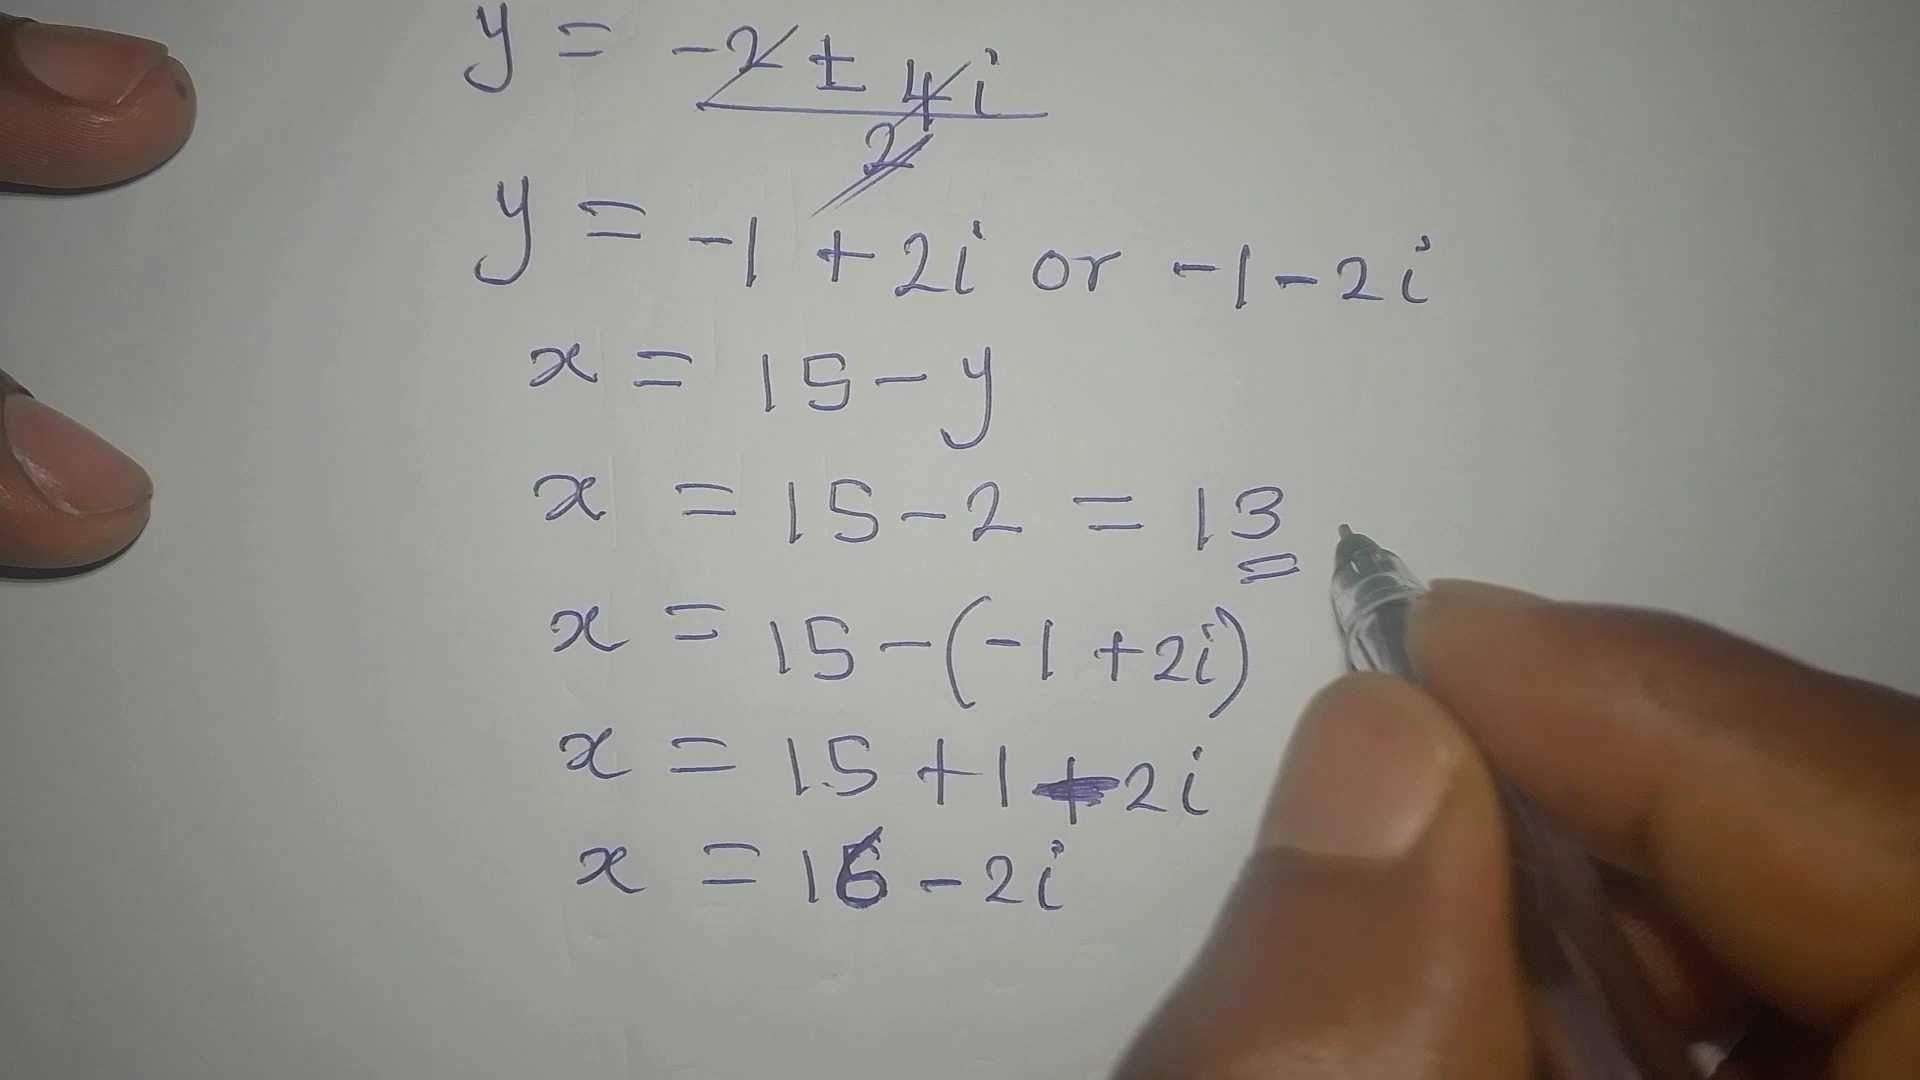 y = -2 ± 4i / 2
y = -1 + 2i or -1 - 2i
x = 15 - y
x = 15 - 2 = 13
x = 15 - (-1 + 2i)
x = 15 + 1 - 2i
x = 16 - 2i